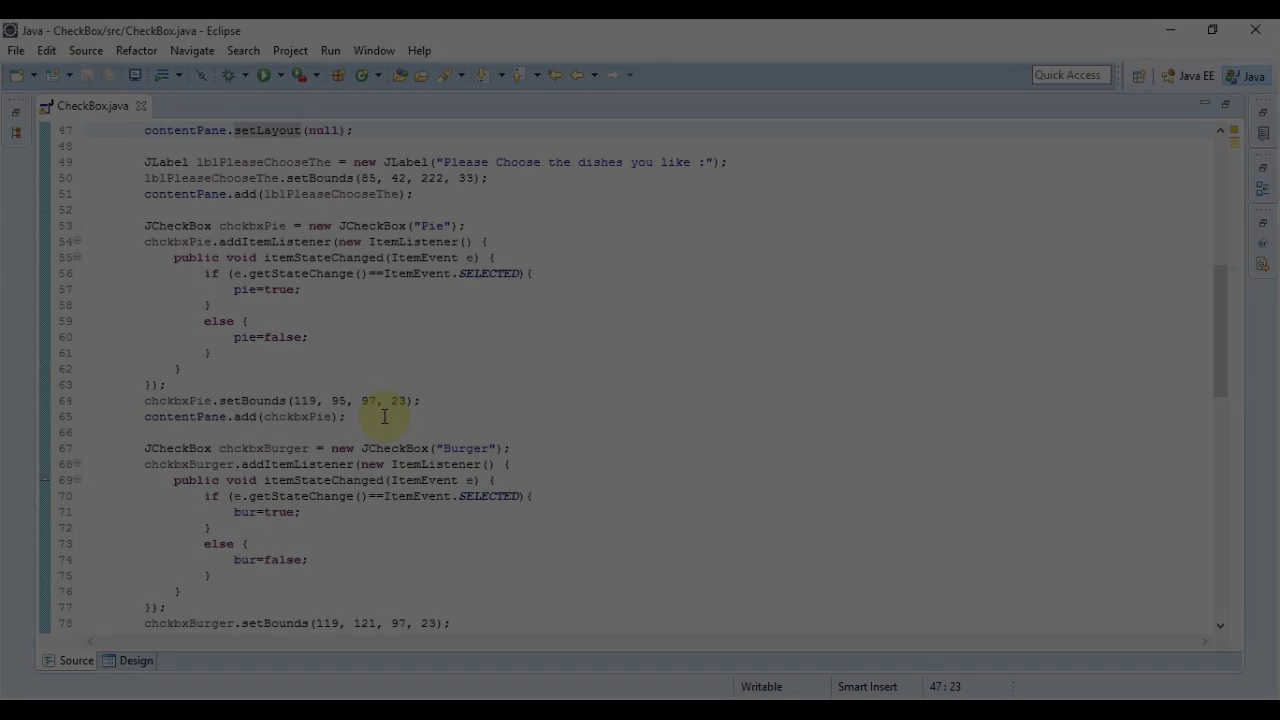 Java - CheckBox/src/CheckBox.java - Eclipse
File Edit Source Refactor Navigate Search Project Run Window Help
Quick Access Java EE Java
CheckBox.java
47 contentPane.setLayout(null);
48
49 JLabel lblPleaseChooseThe = new JLabel("Please Choose the dishes you like :");
50 lblPleaseChooseThe.setBounds(85, 42, 222, 33);
51 contentPane.add(lblPleaseChooseThe);
52
53 JCheckBox chckbxPie = new JCheckBox("Pie");
54 chckbxPie.addItemListener(new ItemListener() {
55 public void itemStateChanged(ItemEvent e) {
56 if (e.getStateChange()==ItemEvent.SELECTED){
57 pie=true;
58 }
59 else {
60 pie=false;
61 }
62 }
63 });
64 chckbxPie.setBounds(119, 95, 97, 23);
65 contentPane.add(chckbxPie);
66
67 JCheckBox chckbxBurger = new JCheckBox("Burger");
68 chckbxBurger.addItemListener(new ItemListener() {
69 public void itemStateChanged(ItemEvent e) {
70 if (e.getStateChange()==ItemEvent.SELECTED){
71 bur=true;
72 }
73 else {
74 bur=false;
75 }
76 }
77 });
78 chckbxBurger.setBounds(119, 121, 97, 23);
Source Design
Writable Smart Insert 47 : 23